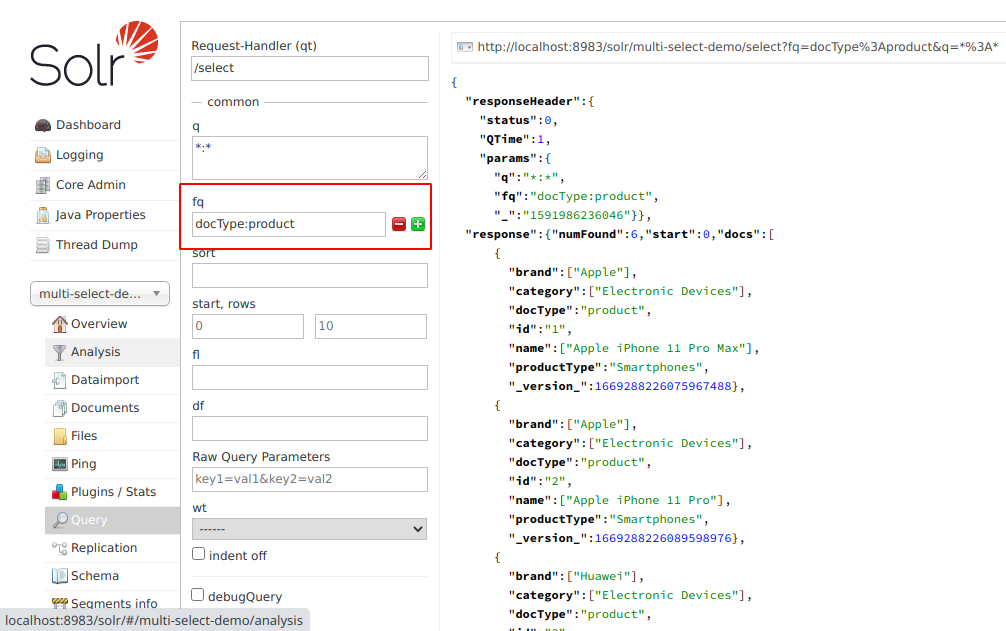 Solr
Dashboard
Logging
Core Admin
Java Properties
Thread Dump
multi-select-de...
Overview
Analysis
Dataimport
Documents
Files
Ping
Plugins / Stats
Query
Replication
Schema
Segments info
localhost:8983/solr/#/multi-select-demo/analysis
Request-Handler (qt)
/select
common
q
*:*
fq
docType:product
sort
start, rows
0 10
fl
df
Raw Query Parameters
key1=val1&key2=val2
wt
------
indent off
debugQuery
http://localhost:8983/solr/multi-select-demo/select?fq=docType%3Aproduct&q=*%3A*
{
"responseHeader":{
"status":0,
"QTime":1,
"params":{
"q":"*:*",
"fq":"docType:product",
"_":"1591986236046"}},
"response":{"numFound":6,"start":0,"docs":[
{
"brand":["Apple"],
"category":["Electronic Devices"],
"docType":"product",
"id":"1",
"name":["Apple iPhone 11 Pro Max"],
"productType":"Smartphones",
"_version_":1669288226075967488},
{
"brand":["Apple"],
"category":["Electronic Devices"],
"docType":"product",
"id":"2",
"name":["Apple iPhone 11 Pro"],
"productType":"Smartphones",
"_version_":1669288226089598976},
{
"brand":["Huawei"],
"category":["Electronic Devices"],
"docType":"product",